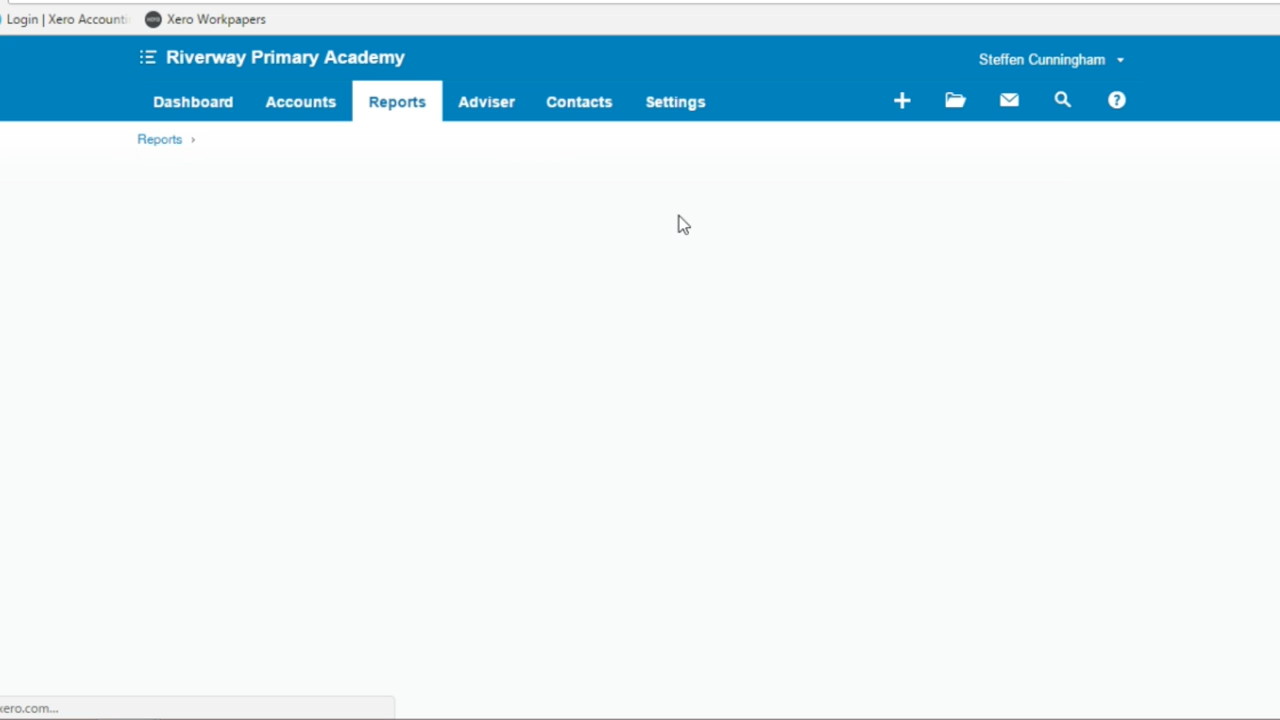 Login | Xero Accounti
Xero Workpapers
Riverway Primary Academy
Steffen Cunningham
Dashboard
Accounts
Reports
Adviser
Contacts
Settings
Reports ›
xero.com...